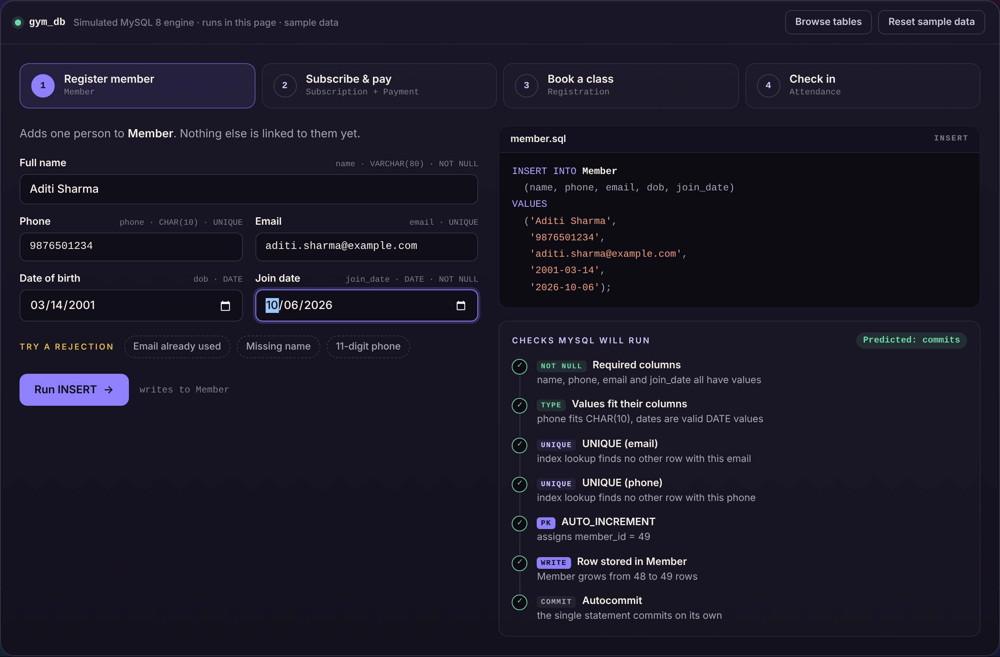 gym_db Simulated MySQL 8 engine · runs in this page · sample data
Browse tables
Reset sample data
1
Register member
Member
2
Subscribe & pay
Subscription + Payment
3
Book a class
Registration
4
Check in
Attendance
Adds one person to Member. Nothing else is linked to them yet.
Full name
name · VARCHAR(80) · NOT NULL
Aditi Sharma
Phone
phone · CHAR(10) · UNIQUE
9876501234
Email
email · UNIQUE
aditi.sharma@example.com
Date of birth
dob · DATE
03/14/2001
Join date
join_date · DATE · NOT NULL
10/06/2026
TRY A REJECTION
Email already used
Missing name
11-digit phone
Run INSERT →
writes to Member
member.sql
INSERT
INSERT INTO Member
(name, phone, email, dob, join_date)
VALUES
('Aditi Sharma',
'9876501234',
'aditi.sharma@example.com',
'2001-03-14',
'2026-10-06');
CHECKS MYSQL WILL RUN
Predicted: commits
✓
NOT NULL Required columns
name, phone, email and join_date all have values
✓
TYPE Values fit their columns
phone fits CHAR(10), dates are valid DATE values
✓
UNIQUE UNIQUE (email)
index lookup finds no other row with this email
✓
UNIQUE UNIQUE (phone)
index lookup finds no other row with this phone
✓
PK AUTO_INCREMENT
assigns member_id = 49
✓
WRITE Row stored in Member
Member grows from 48 to 49 rows
✓
COMMIT Autocommit
the single statement commits on its own